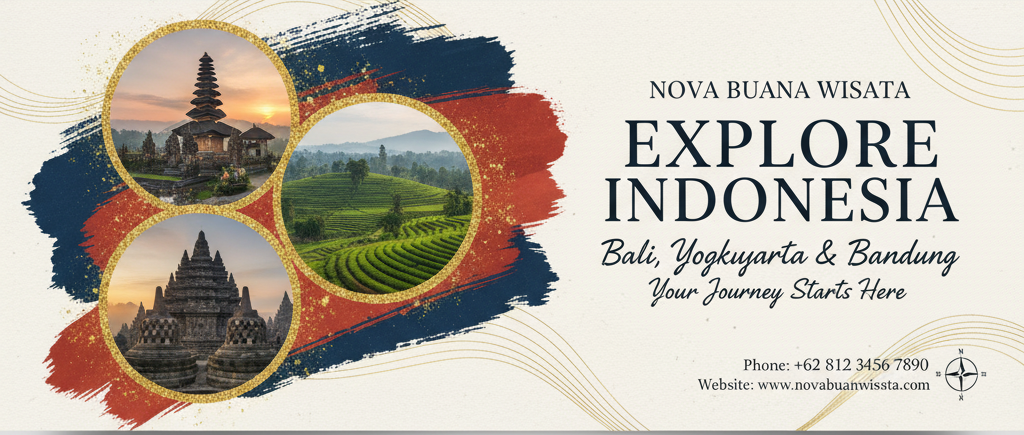 NOVA BUANA WISATA
EXPLORE
INDONESIA
Bali, Yogkuyarta & Bandung
Your Journey Starts Here
Phone: +62 812 3456 7890
Website: www.novabuanwissta.com
N